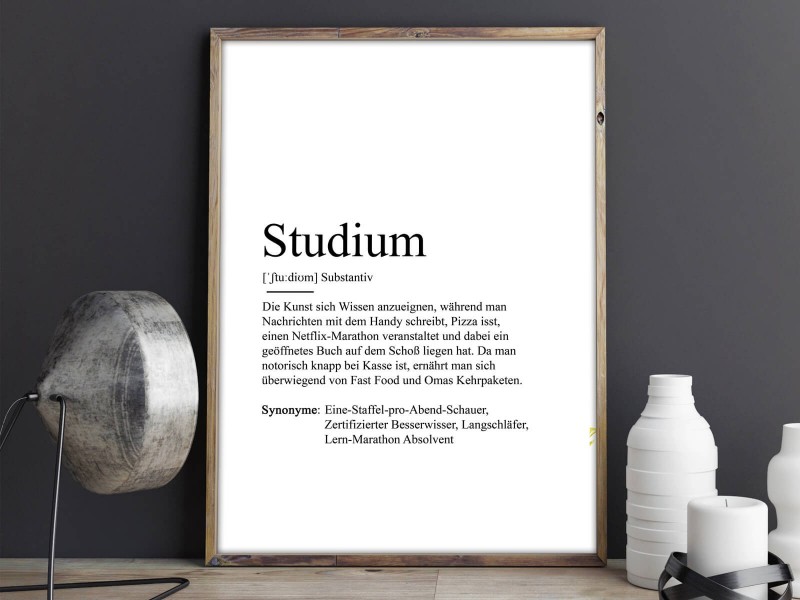 Studium
[ˈʃtuːdiʊm] Substantiv
Die Kunst sich Wissen anzueignen, während man
Nachrichten mit dem Handy schreibt, Pizza isst,
einen Netflix-Marathon veranstaltet und dabei ein
geöffnetes Buch auf dem Schoß liegen hat. Da man
notorisch knapp bei Kasse ist, ernährt man sich
überwiegend von Fast Food und Omas Kehrpaketen.
Synonyme: Eine-Staffel-pro-Abend-Schauer,
Zertifizierter Besserwisser, Langschläfer,
Lern-Marathon Absolvent